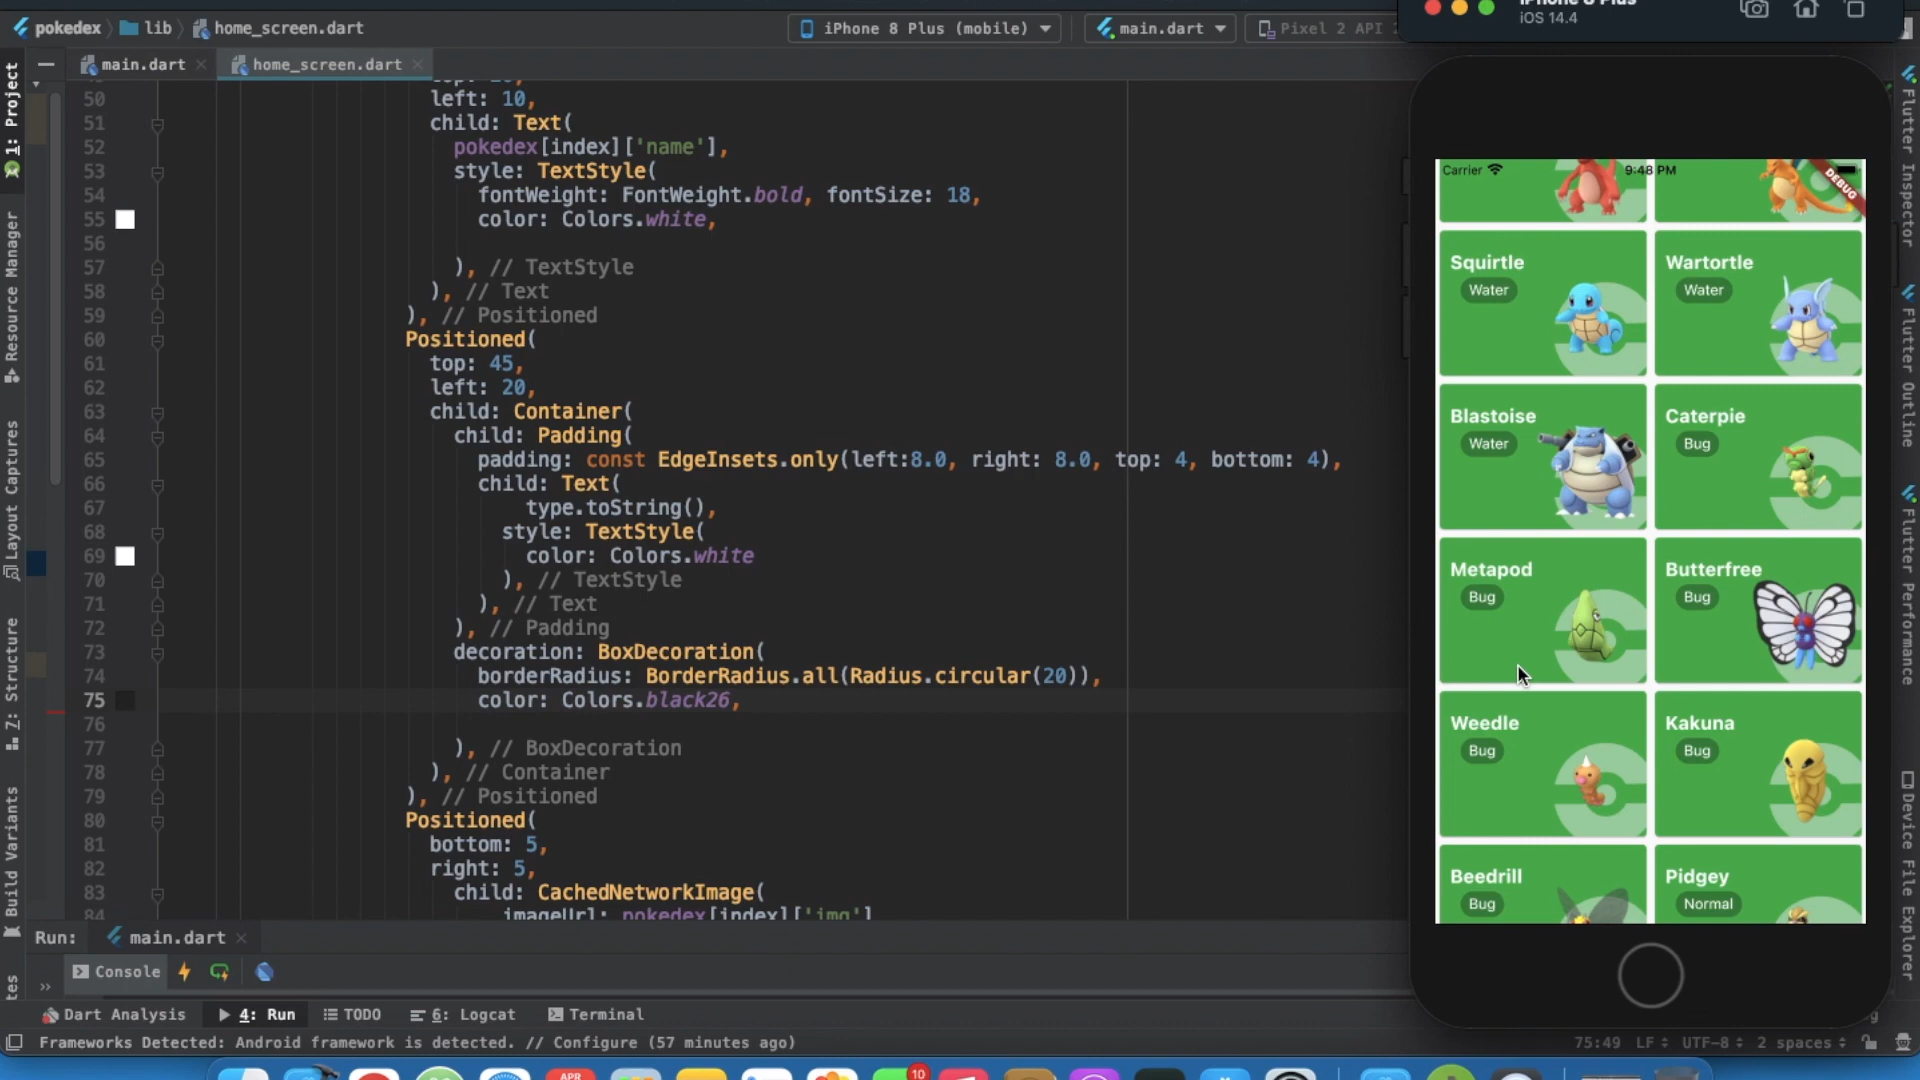 pokedex lib home_screen.dart
iPhone 8 Plus (mobile) main.dart Pixel 2 API
iPhone 8 Plus
iOS 14.4
main.dart home_screen.dart
50 left: 10,
51 child: Text(
52 pokedex[index]['name'],
53 style: TextStyle(
54 fontWeight: FontWeight.bold, fontSize: 18,
55 color: Colors.white,
56
57 ), // TextStyle
58 ), // Text
59 ), // Positioned
60 Positioned(
61 top: 45,
62 left: 20,
63 child: Container(
64 child: Padding(
65 padding: const EdgeInsets.only(left:8.0, right: 8.0, top: 4, bottom: 4),
66 child: Text(
67 type.toString(),
68 style: TextStyle(
69 color: Colors.white
70 ), // TextStyle
71 ), // Text
72 ), // Padding
73 decoration: BoxDecoration(
74 borderRadius: BorderRadius.all(Radius.circular(20)),
75 color: Colors.black26,
76
77 ), // BoxDecoration
78 ), // Container
79 ), // Positioned
80 Positioned(
81 bottom: 5,
82 right: 5,
83 child: CachedNetworkImage(
84 imageUrl: pokedex[index]['img']
1: Project
Resource Manager
Layout Captures
Z: Structure
Build Variants
Carrier 9:48 PM
DEBUG
Squirtle
Water
Wartortle
Water
Blastoise
Water
Caterpie
Bug
Metapod
Bug
Butterfree
Bug
Weedle
Bug
Kakuna
Bug
Beedrill
Bug
Pidgey
Normal
Flutter Inspector
Flutter Outline
Flutter Performance
Device File Explorer
Run: main.dart
Console
Dart Analysis 4: Run TODO 6: Logcat Terminal
Frameworks Detected: Android framework is detected. // Configure (57 minutes ago)
75:49 LF UTF-8 2 spaces
APR
10